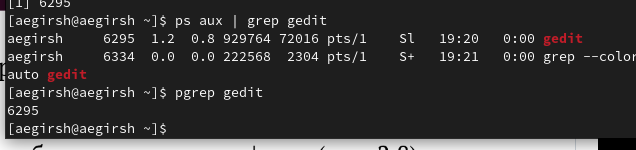 [1] 6295
[aegirsh@aegirsh ~]$ ps aux | grep gedit
aegirsh     6295  1.2  0.8 929764 72016 pts/1    Sl   19:20   0:00 gedit
aegirsh     6334  0.0  0.0 222568  2304 pts/1    S+   19:21   0:00 grep --color
auto gedit
[aegirsh@aegirsh ~]$ pgrep gedit
6295
[aegirsh@aegirsh ~]$